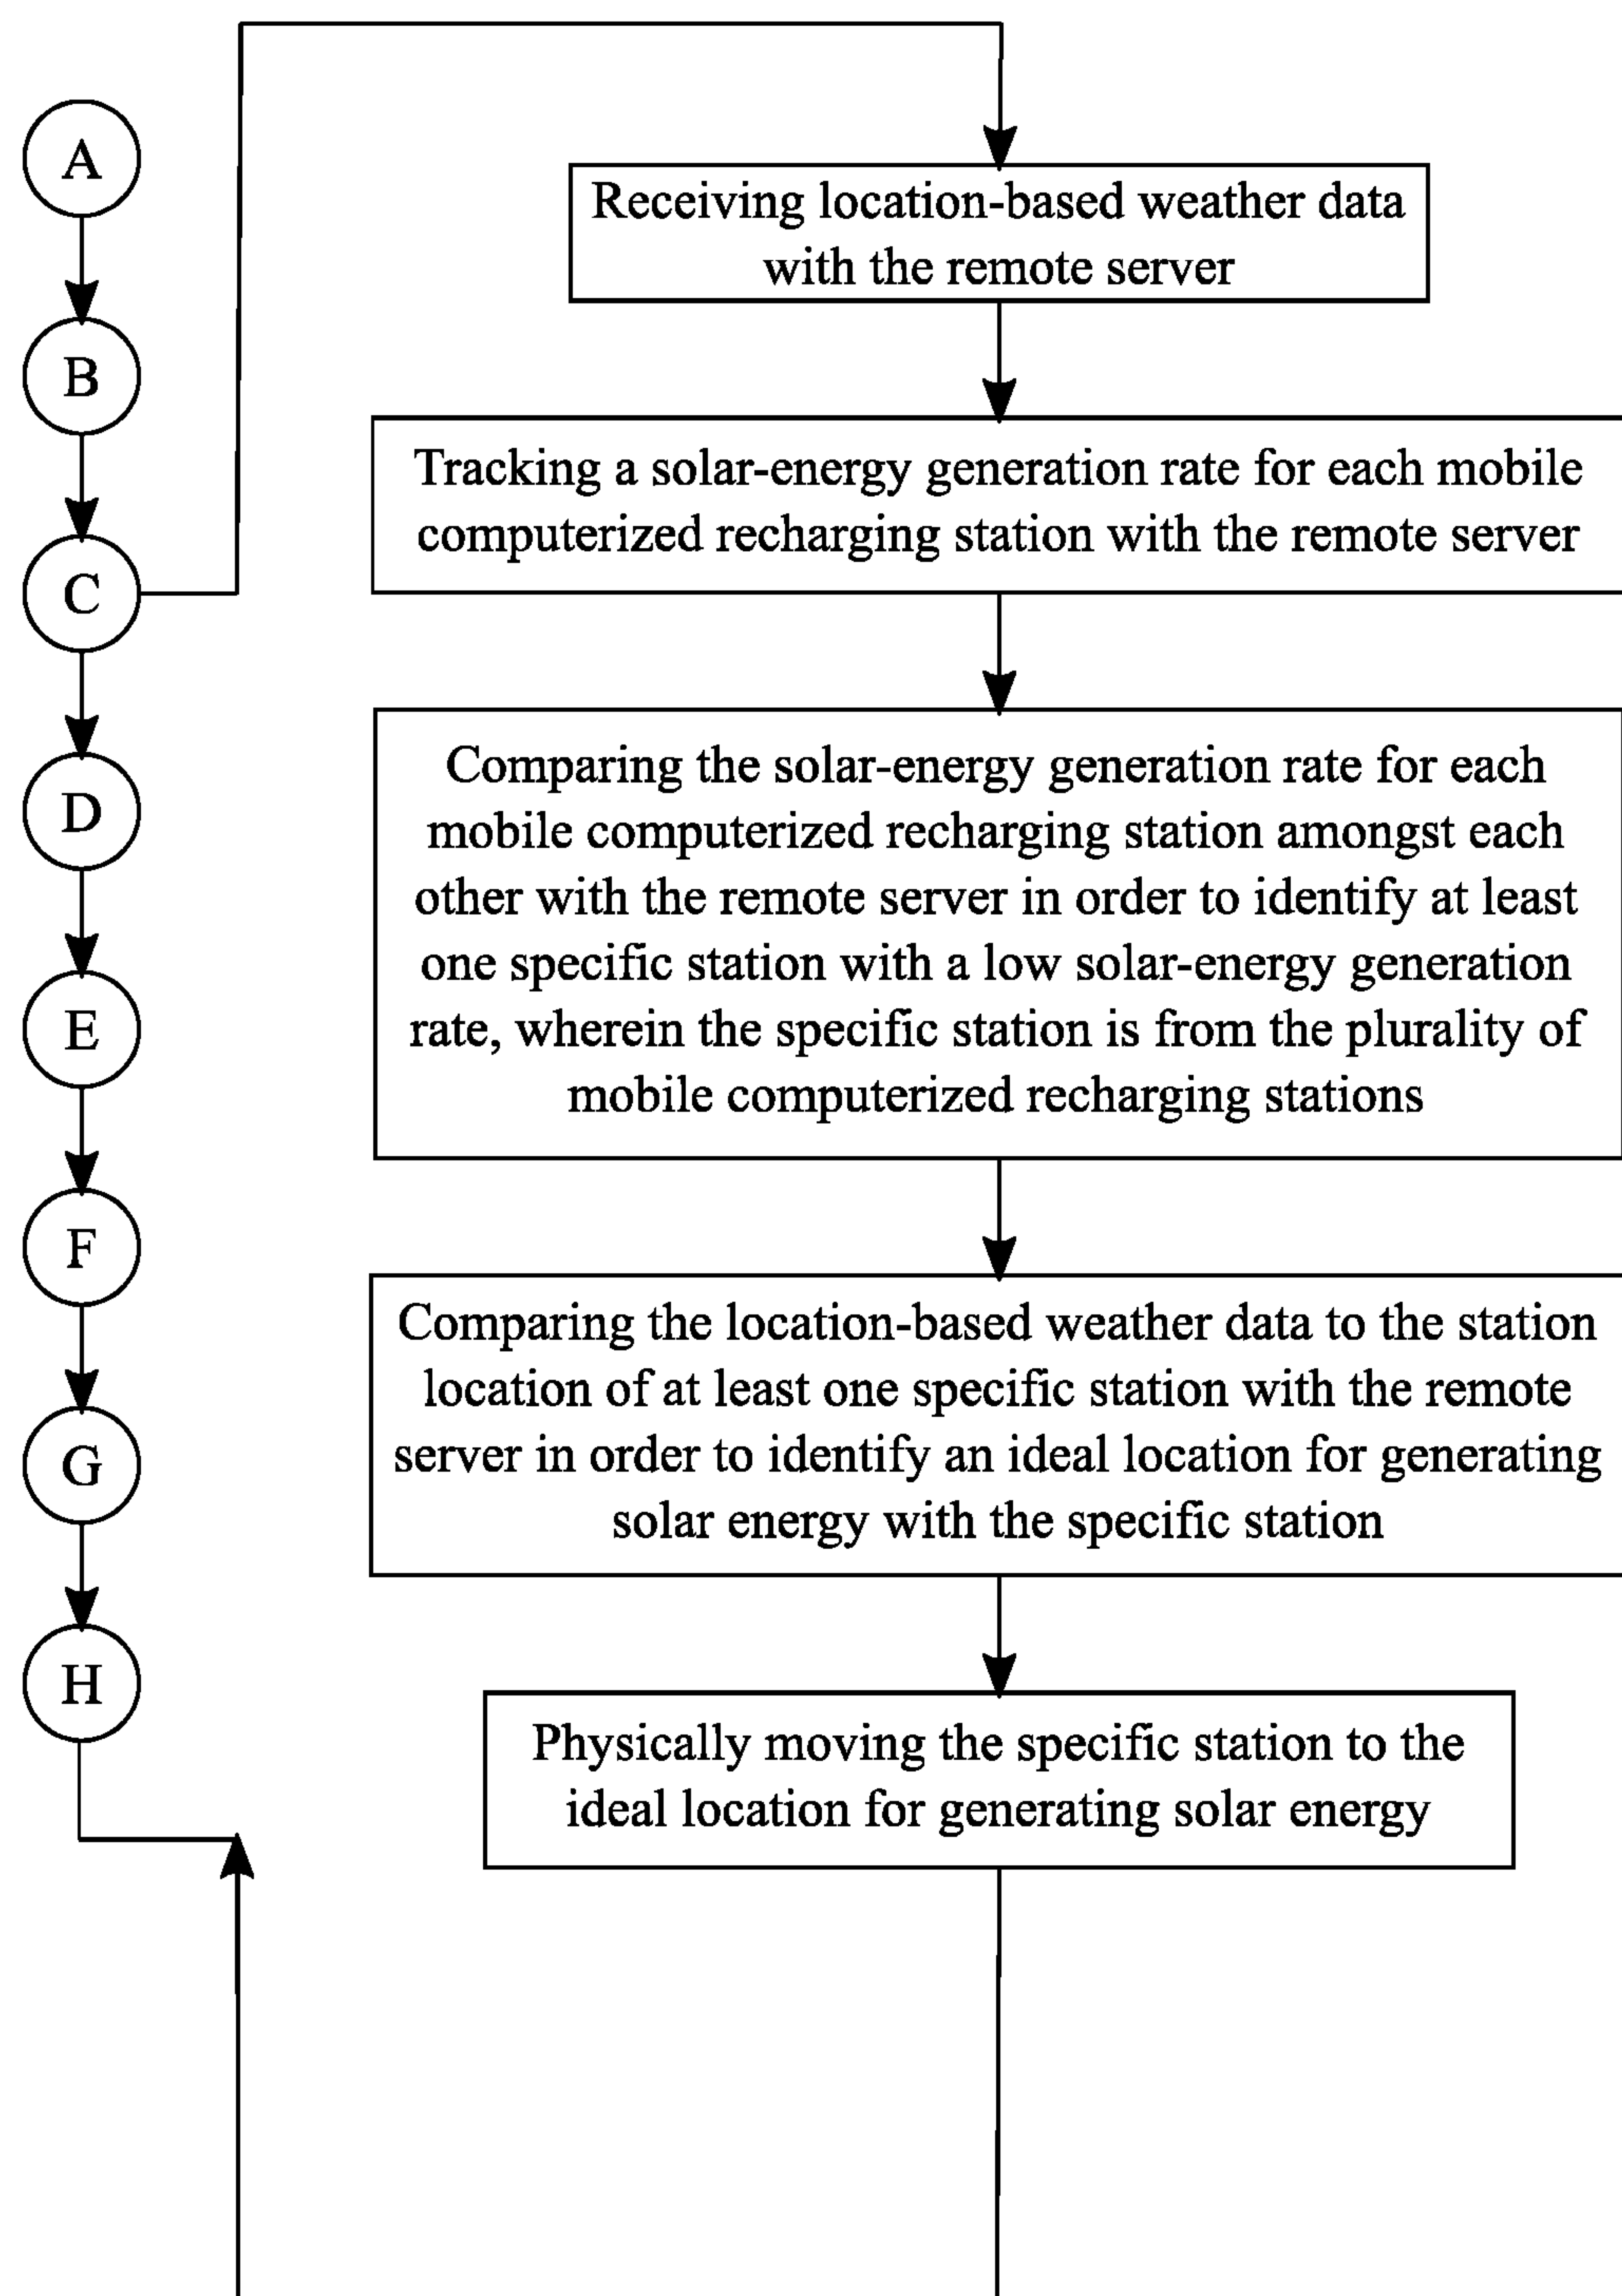 A
B
C
D
E
F
G
H
Receiving location-based weather data
with the remote server
Tracking a solar-energy generation rate for each mobile
computerized recharging station with the remote server
Comparing the solar-energy generation rate for each
mobile computerized recharging station amongst each
other with the remote server in order to identify at least
one specific station with a low solar-energy generation
rate, wherein the specific station is from the plurality of
mobile computerized recharging stations
Comparing the location-based weather data to the station
location of at least one specific station with the remote
server in order to identify an ideal location for generating
solar energy with the specific station
Physically moving the specific station to the
ideal location for generating solar energy